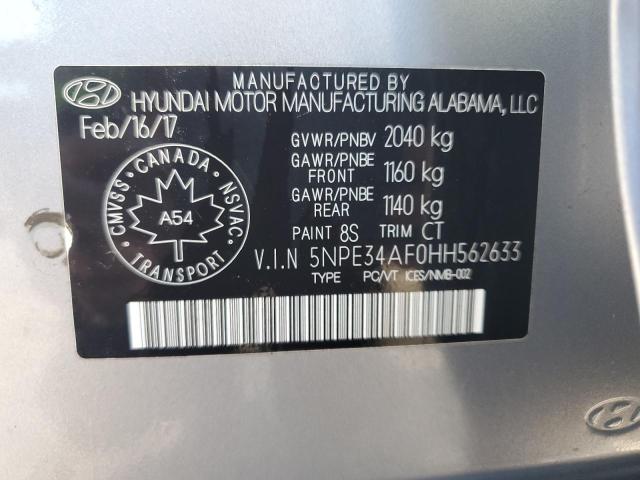 MANUFACTURED BY
HYUNDAI MOTOR MANUFACTURING ALABAMA, LLC
Feb/16/17
GVWR/PNBV 2040 kg
GAWR/PNBE
FRONT 1160 kg
GAWR/PNBE
REAR 1140 kg
PAINT 8S TRIM CT
V.I.N 5NPE34AF0HH562633
TYPE PC/VT ICES/NMB-002
CANADA
CMVSS
NSVAC
A54
TRANSPORT